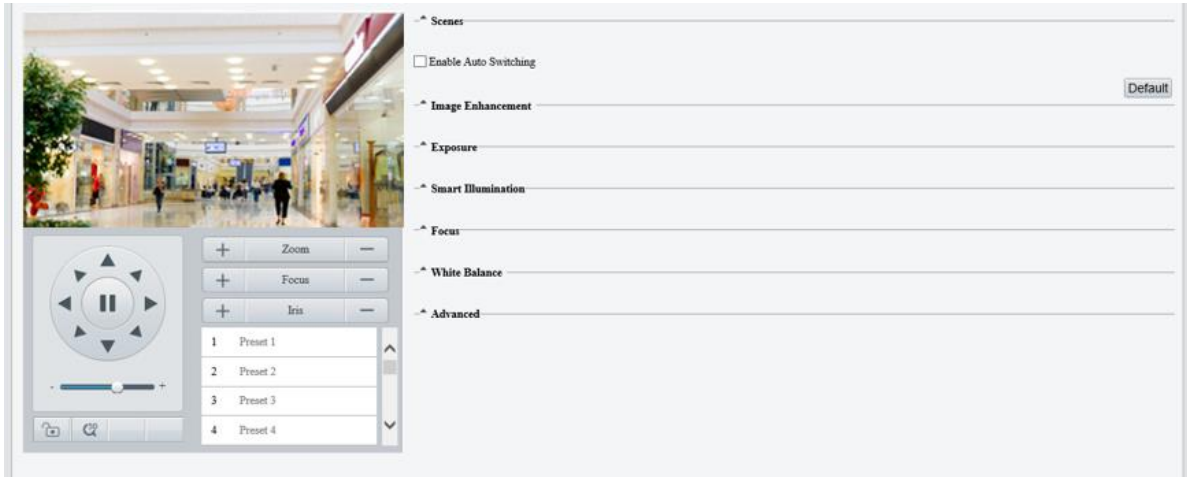 Scenes
Enable Auto Switching
Default
Image Enhancement
Exposure
Smart Illumination
Focus
White Balance
Advanced
+ Zoom −
+ Focus −
+ Iris −
1 Preset 1
2 Preset 2
3 Preset 3
4 Preset 4
- +
3D